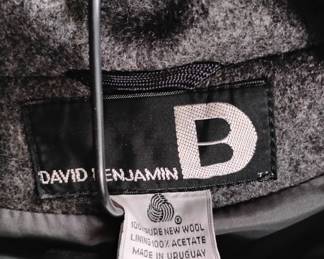 B
DAVID BENJAMIN
100% PURE NEW WOOL
LINING 100% ACETATE
MADE IN URUGUAY